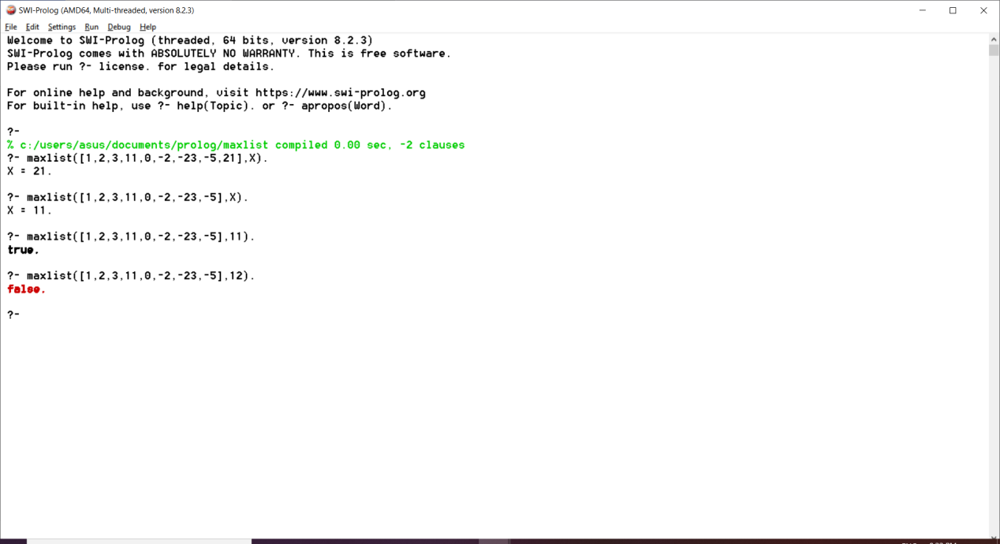 SWI-Prolog (AMD64, Multi-threaded, version 8.2.3)
File Edit Settings Run Debug Help
Welcome to SWI-Prolog (threaded, 64 bits, version 8.2.3)
SWI-Prolog comes with ABSOLUTELY NO WARRANTY. This is free software.
Please run ?- license. for legal details.
For online help and background, visit https://www.swi-prolog.org
For built-in help, use ?- help(Topic). or ?- apropos(Word).
?-
% c:/users/asus/documents/prolog/maxlist compiled 0.00 sec, -2 clauses
?- maxlist([1,2,3,11,0,-2,-23,-5,21],X).
X = 21.
?- maxlist([1,2,3,11,0,-2,-23,-5],X).
X = 11.
?- maxlist([1,2,3,11,0,-2,-23,-5],11).
true.
?- maxlist([1,2,3,11,0,-2,-23,-5],12).
false.
?-